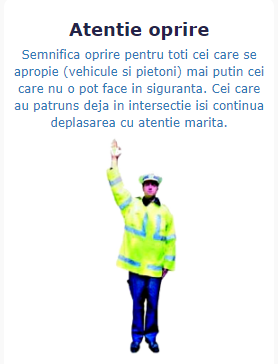 Atentie oprire
Semnifica oprire pentru toti cei care se
apropie (vehicule si pietoni) mai putin cei
care nu o pot face in siguranta. Cei care
au patruns deja in intersectie isi continua
deplasarea cu atentie marita.